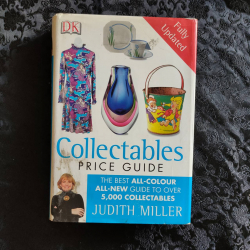 DK
Fully
Updated
Collectables
PRICE GUIDE
THE BEST ALL-COLOUR
ALL-NEW GUIDE TO OVER
5,000 COLLECTABLES
JUDITH MILLER